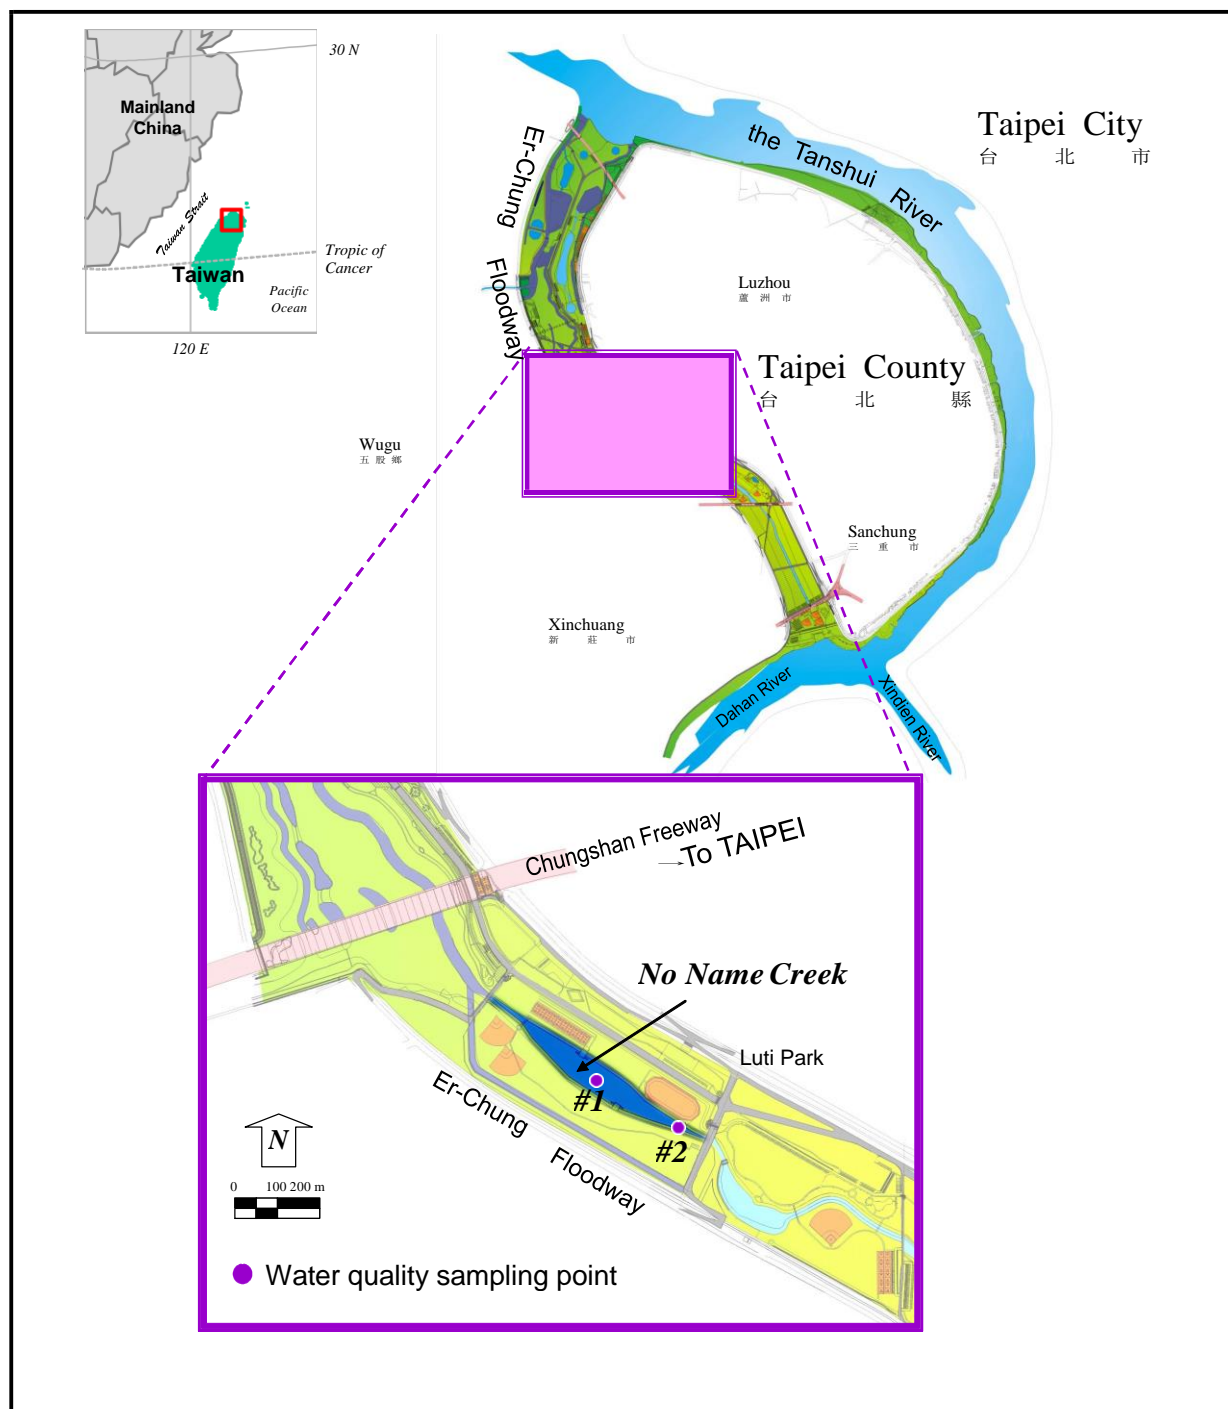 30 N
Mainland
China
Taiwan Strait
Taiwan
Tropic of
Cancer
Pacific
Ocean
120 E
Er-Chung
Floodway
the Tanshui River
Taipei City
台北市
Luzhou
蘆洲市
Taipei County
台北縣
Wugu
五股鄉
Sanchung
三重市
Xinchuang
新莊市
Dahan River
Xindien River
Chungshan Freeway
→To TAIPEI
No Name Creek
Luti Park
#1
#2
Er-Chung Floodway
N
0 100 200 m
Water quality sampling point